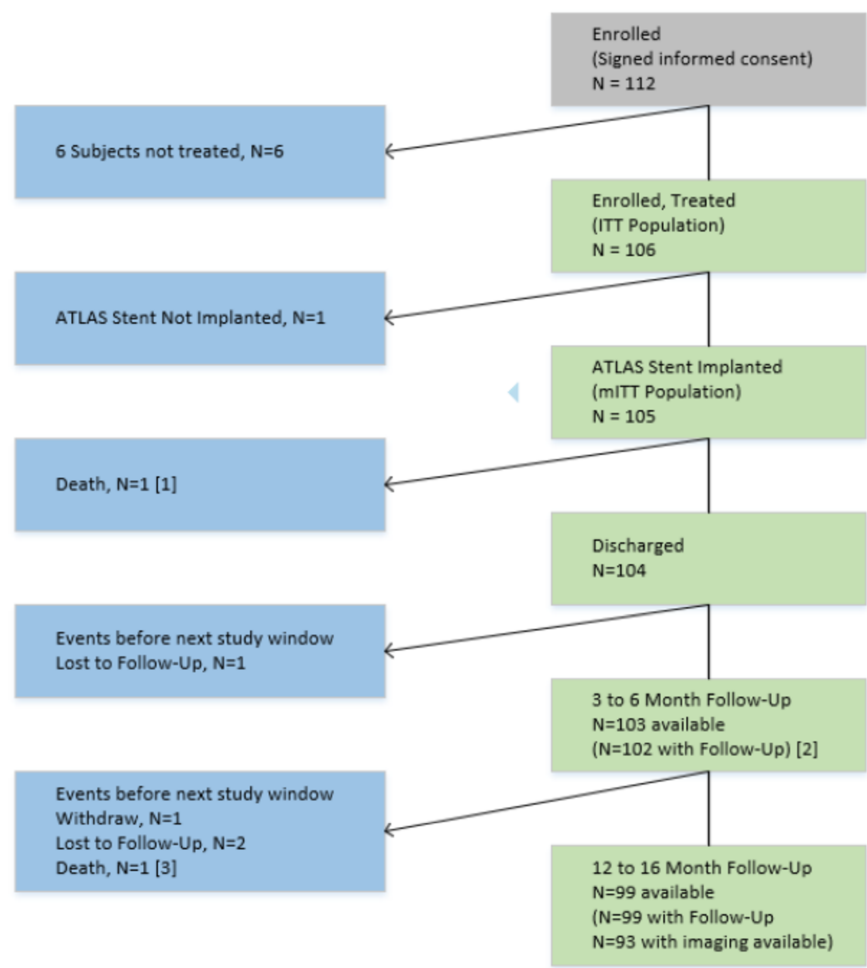 Enrolled
(Signed informed consent)
N = 112
6 Subjects not treated, N=6
Enrolled, Treated
(ITT Population)
N = 106
ATLAS Stent Not Implanted, N=1
ATLAS Stent Implanted
(mITT Population)
N = 105
Death, N=1 [1]
Discharged
N=104
Events before next study window
Lost to Follow-Up, N=1
3 to 6 Month Follow-Up
N=103 available
(N=102 with Follow-Up) [2]
Events before next study window
Withdraw, N=1
Lost to Follow-Up, N=2
Death, N=1 [3]
12 to 16 Month Follow-Up
N=99 available
(N=99 with Follow-Up
N=93 with imaging available)